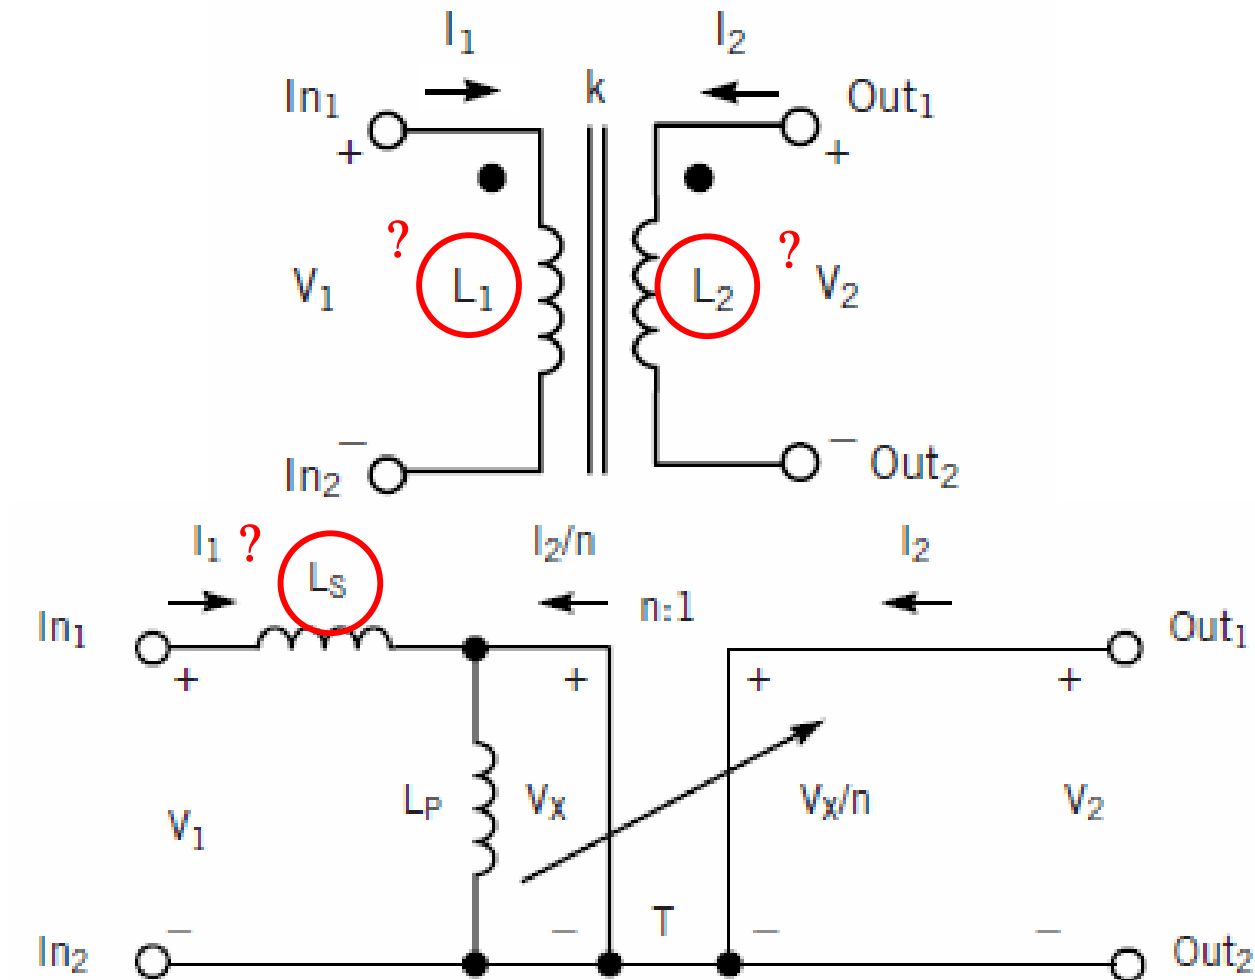 I1 I2
In1 k Out1
+ +
? ?
V1 L1 L2 V2
− −
In2 Out2
I1 ? LS I2/n I2
In1 n:1 Out1
+ + + +
V1 LP VX VX/n V2
T
− − − −
In2 Out2